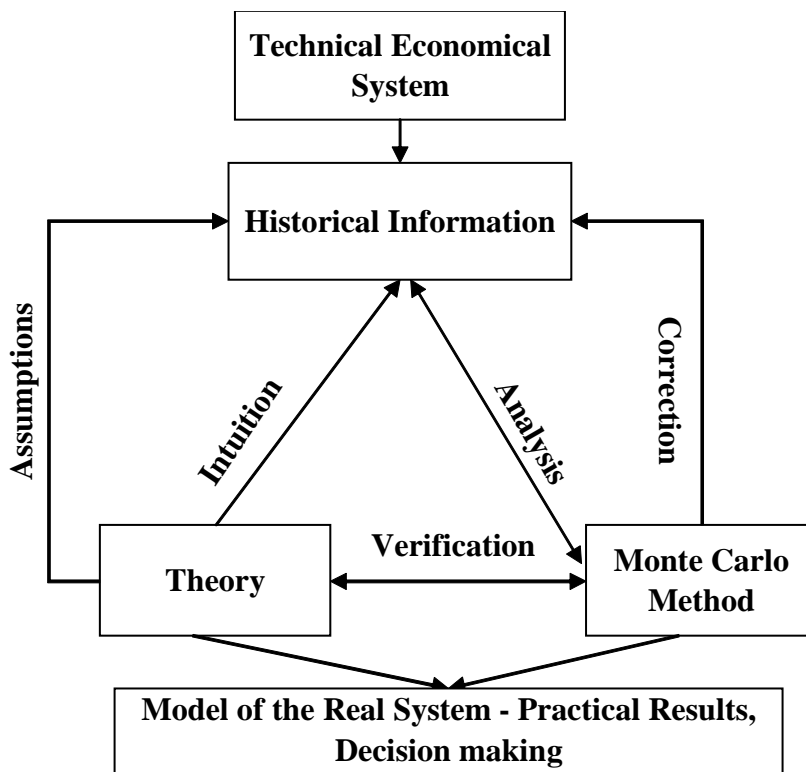 Technical Economical
System
Historical Information
Assumptions
Intuition
Analysis
Correction
Verification
Theory
Monte Carlo
Method
Model of the Real System - Practical Results,
Decision making